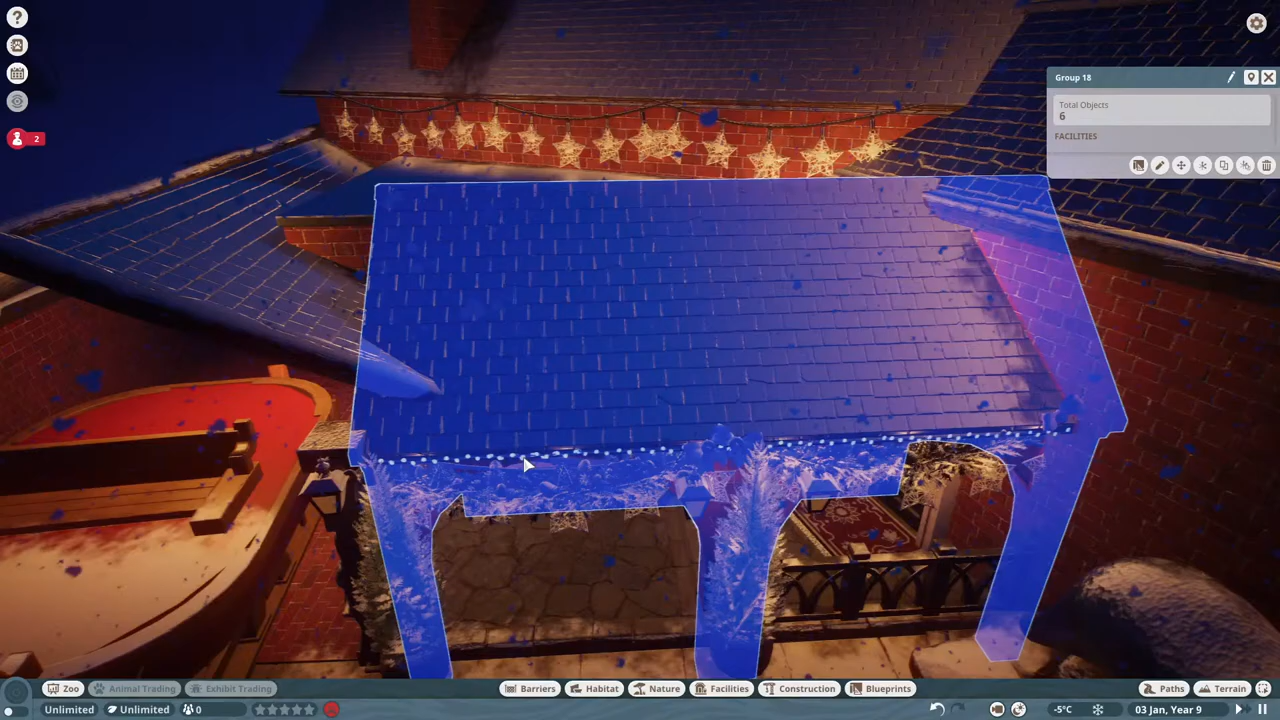 ?
2
Group 18
Total Objects
6
FACILITIES
Zoo
Animal Trading
Exhibit Trading
Barriers
Habitat
Nature
Facilities
Construction
Blueprints
Paths
Terrain
Unlimited
Unlimited
0
-5°C
03 Jan, Year 9